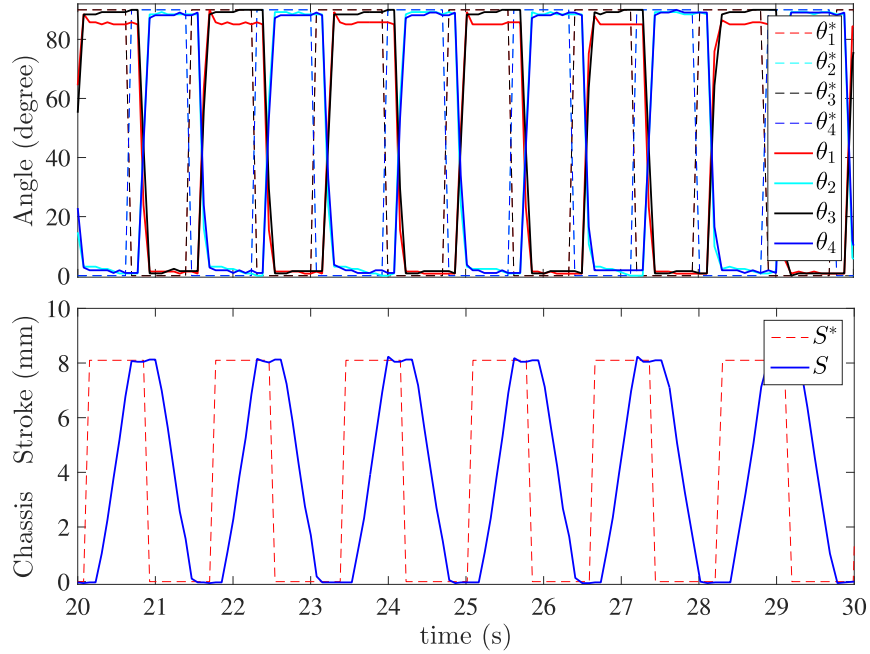 Angle (degree)
80
60
40
20
0
θ₁*
θ₂*
θ₃*
θ₄*
θ₁
θ₂
θ₃
θ₄
Chassis Stroke (mm)
10
8
6
4
2
0
S*
S
20 21 22 23 24 25 26 27 28 29 30
time (s)